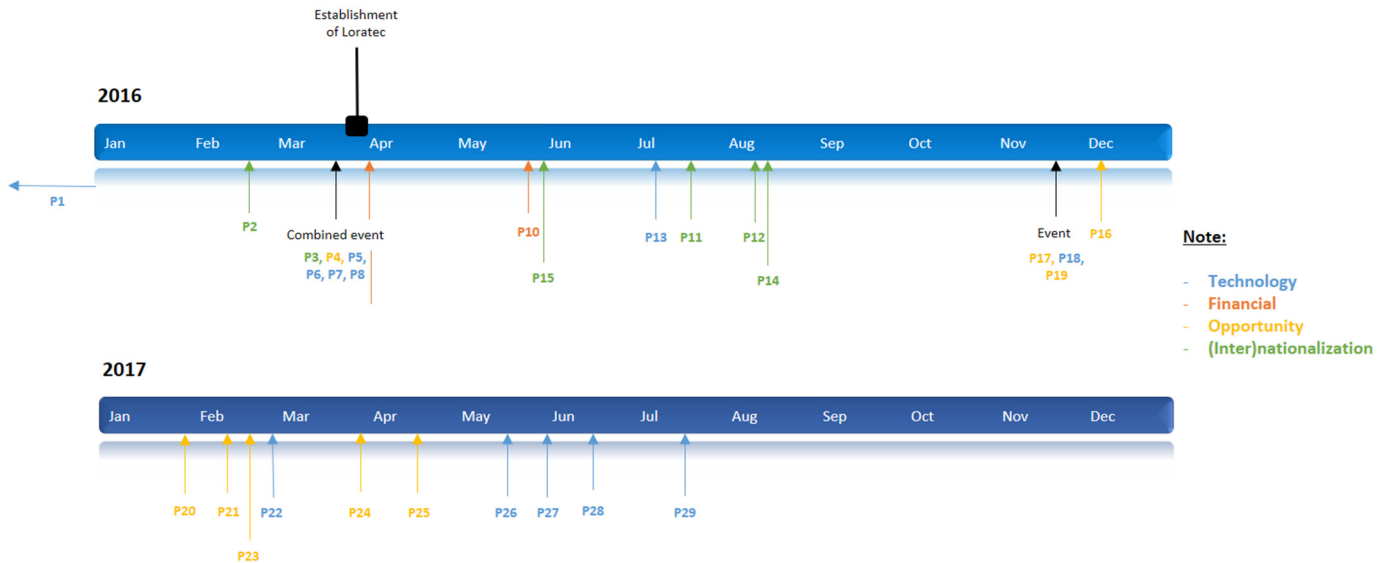 Establishment
of Loratec
2016
Jan Feb Mar Apr May Jun Jul Aug Sep Oct Nov Dec
P1
P2
Combined event
P3, P4, P5,
P6, P7, P8
P10
P15
P13
P11
P12
P14
Event
P17, P18,
P19
P16
Note:
- Technology
- Financial
- Opportunity
- (Inter)nationalization
2017
Jan Feb Mar Apr May Jun Jul Aug Sep Oct Nov Dec
P20
P21
P23
P22
P24
P25
P26
P27
P28
P29